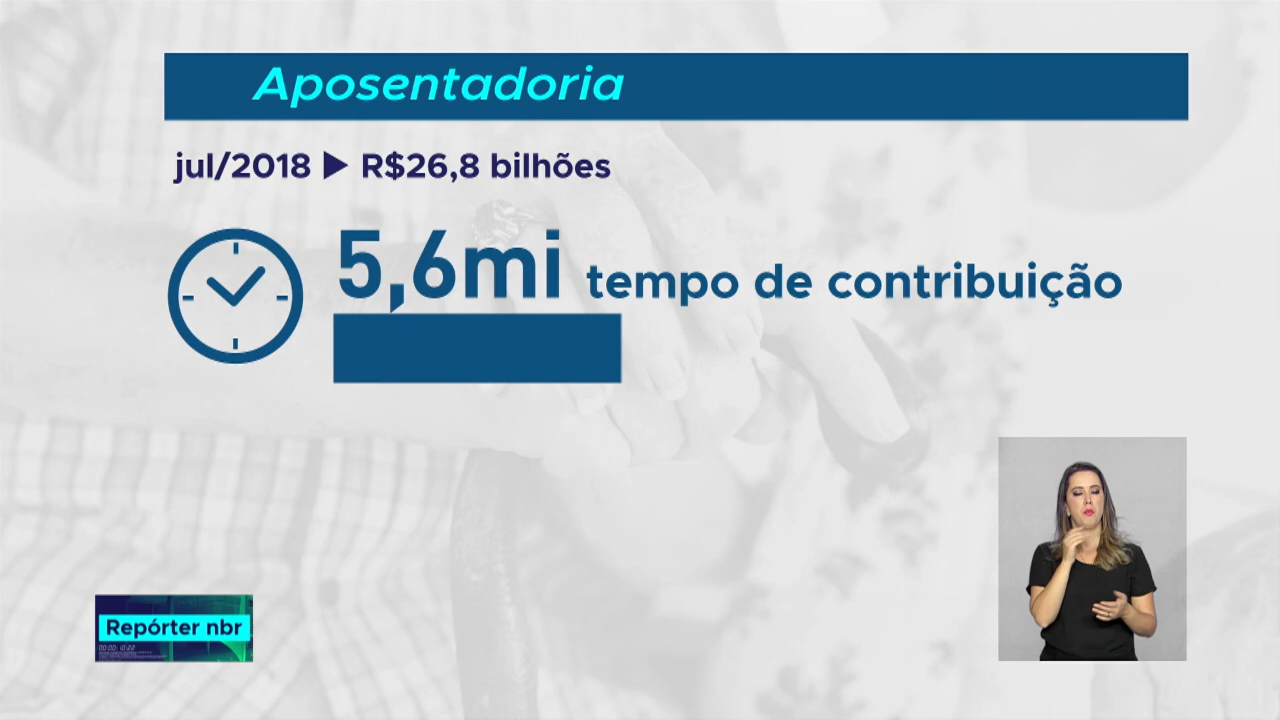 Aposentadoria
jul/2018 ▶ R$26,8 bilhões
5,6mi tempo de contribuição
Repórter nbr